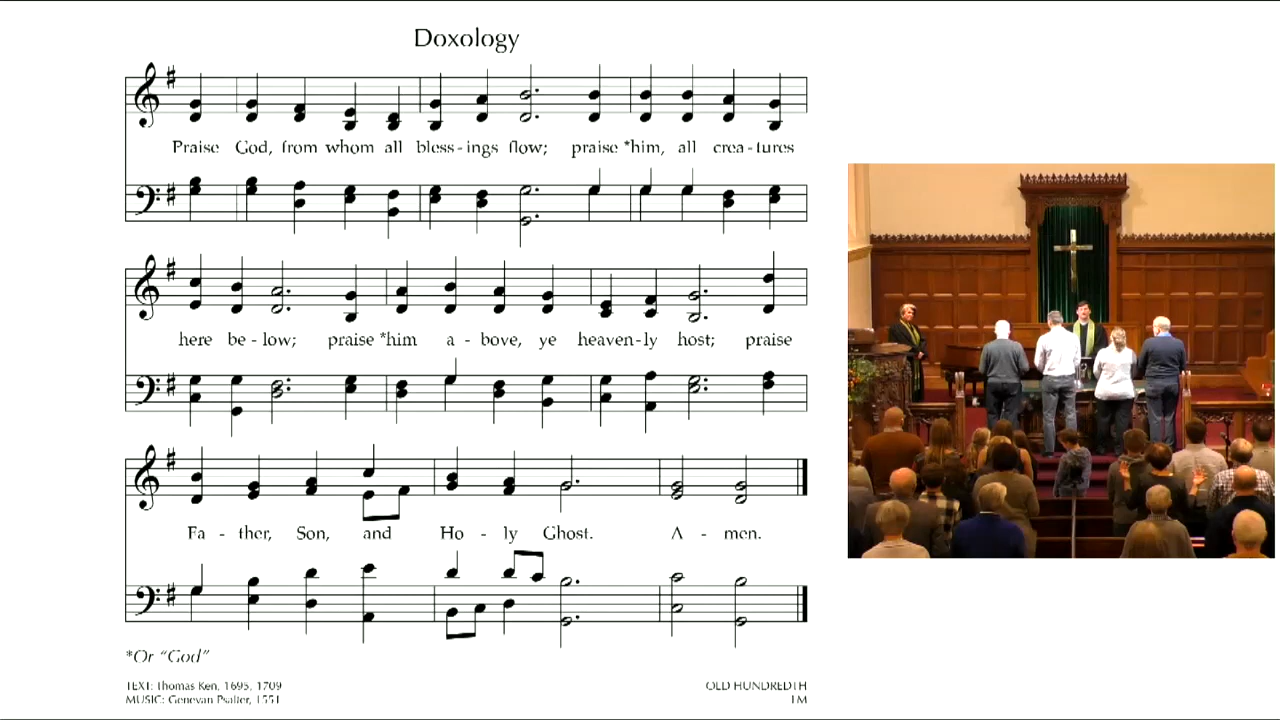 Doxology
Praise God, from whom all bless - ings flow; praise *him, all crea - tures
here be - low; praise *him a - bove, ye heaven - ly host; praise
Fa - ther, Son, and Ho - ly Ghost. A - men.
*Or “God”
TEXT: Thomas Ken, 1695, 1709
MUSIC: Genevan Psalter, 1551
OLD HUNDREDTH
LM